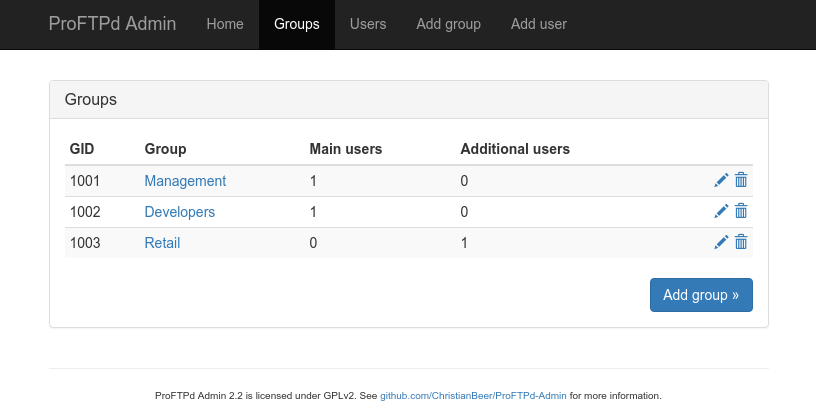 ProFTPd Admin Home Groups Users Add group Add user
Groups
GID Group Main users Additional users
1001 Management 1 0
1002 Developers 1 0
1003 Retail 0 1
Add group »
ProFTPd Admin 2.2 is licensed under GPLv2. See github.com/ChristianBeer/ProFTPd-Admin for more information.